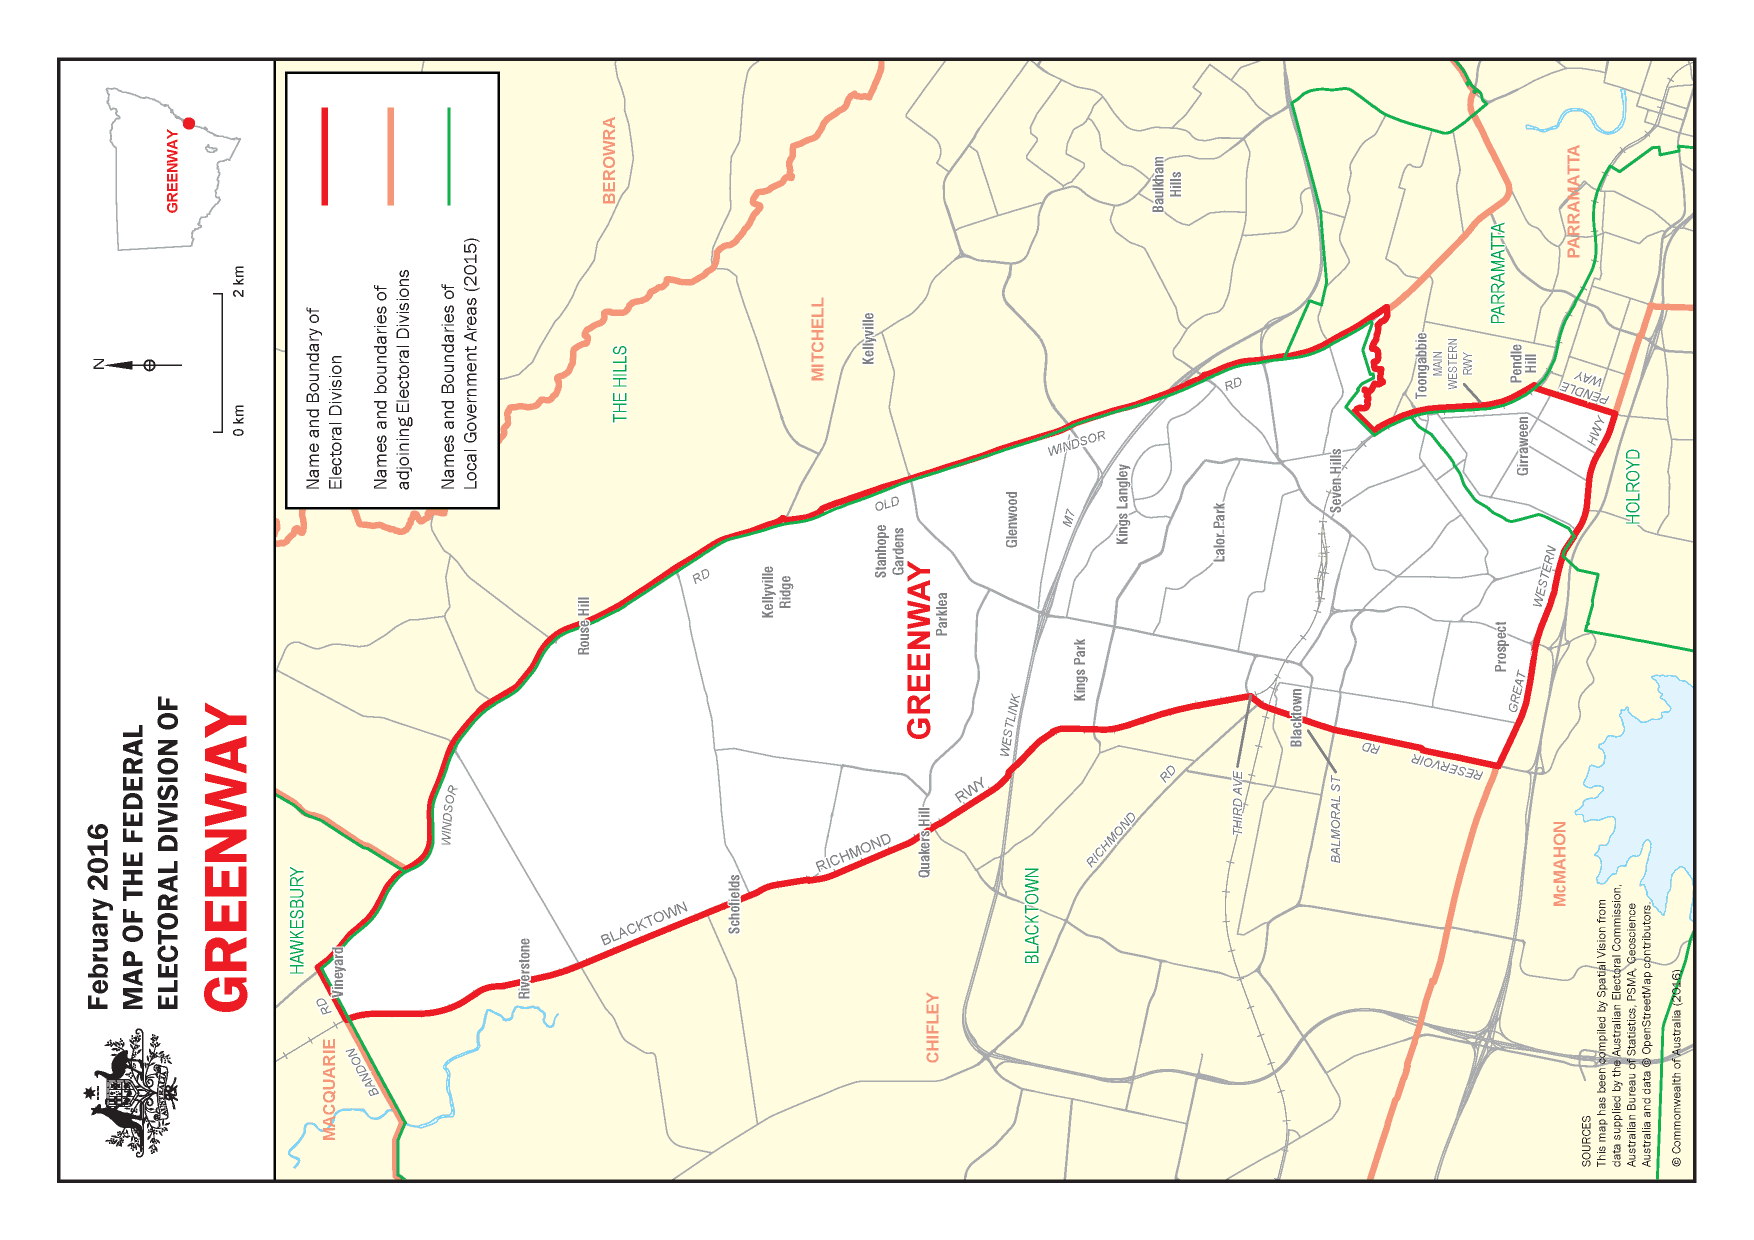 February 2016
MAP OF THE FEDERAL
ELECTORAL DIVISION OF
GREENWAY
N
0 km
2 km
GREENWAY
Name and Boundary of
Electoral Division
Names and boundaries of
adjoining Electoral Divisions
Names and Boundaries of
Local Government Areas (2015)
HAWKESBURY
MACQUARIE
BANDON
RD
Vineyard
WINDSOR
Riverstone
Rouse Hill
BEROWRA
THE HILLS
BLACKTOWN
RICHMOND
RWY
Schofields
RD
Kellyville
Ridge
MITCHELL
Kellyville
OLD
WINDSOR
RD
Stanhope
Gardens
GREENWAY
Parklea
Quakers Hill
CHIFLEY
Glenwood
WESTLINK
M7
BLACKTOWN
Kings Park
Kings Langley
RICHMOND
RD
Baulkham
Hills
Lalor Park
THIRD AVE
Blacktown
BALMORAL ST
Seven Hills
RESERVOIR
RD
Toongabbie
MAIN
WESTERN
RWY
PARRAMATTA
Pendle
Hill
PENDLE
WAY
Girraween
Prospect
GREAT
WESTERN
HWY
PARRAMATTA
McMAHON
HOLROYD
SOURCES
This map has been compiled by Spatial Vision from
data supplied by the Australian Electoral Commission,
Australian Bureau of Statistics, PSMA, Geoscience
Australia and data © OpenStreetMap contributors.
© Commonwealth of Australia (2016)